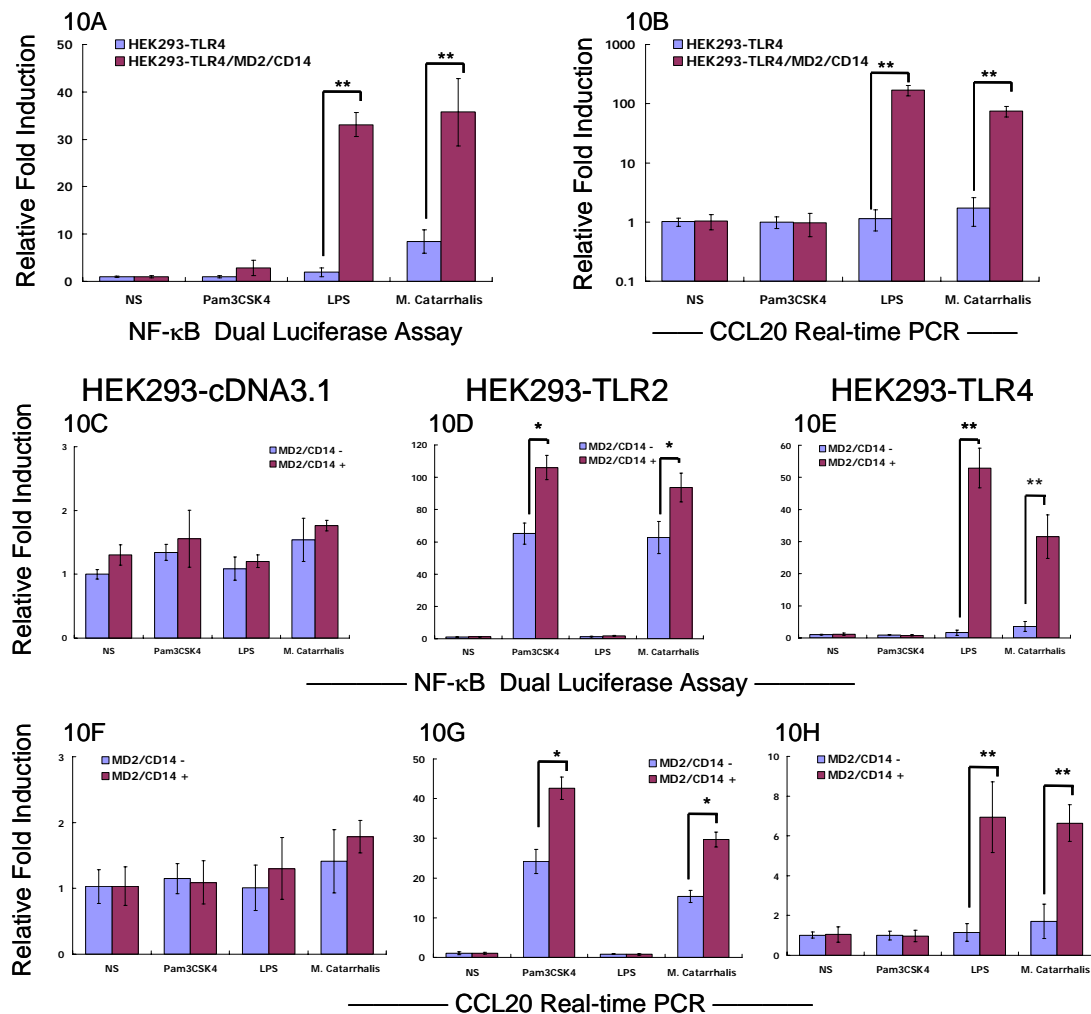 10A
50
40
30
20
10
0
Relative Fold Induction
HEK293-TLR4
HEK293-TLR4/MD2/CD14
**
**
NS
Pam3CSK4
LPS
M. Catarrhalis
NF-κB Dual Luciferase Assay
10B
1000
100
10
1
0.1
Relative Fold Induction
HEK293-TLR4
HEK293-TLR4/MD2/CD14
**
**
NS
Pam3CSK4
LPS
M. Catarrhalis
CCL20 Real-time PCR
HEK293-cDNA3.1
HEK293-TLR2
HEK293-TLR4
10C
3
2
1
0
Relative Fold Induction
MD2/CD14 -
MD2/CD14 +
NS
Pam3CSK4
LPS
M. Catarrhalis
10D
120
100
80
60
40
20
0
MD2/CD14 -
MD2/CD14 +
*
*
NS
Pam3CSK4
LPS
M. Catarrhalis
10E
60
50
40
30
20
10
0
MD2/CD14 -
MD2/CD14 +
**
**
NS
Pam3CSK4
LPS
M. Catarrhalis
NF-κB Dual Luciferase Assay
10F
3
2
1
0
Relative Fold Induction
MD2/CD14 -
MD2/CD14 +
NS
Pam3CSK4
LPS
M. Catarrhalis
10G
50
40
30
20
10
0
MD2/CD14 -
MD2/CD14 +
*
*
NS
Pam3CSK4
LPS
M. Catarrhalis
10H
10
8
6
4
2
0
MD2/CD14 -
MD2/CD14 +
**
**
NS
Pam3CSK4
LPS
M. Catarrhalis
CCL20 Real-time PCR